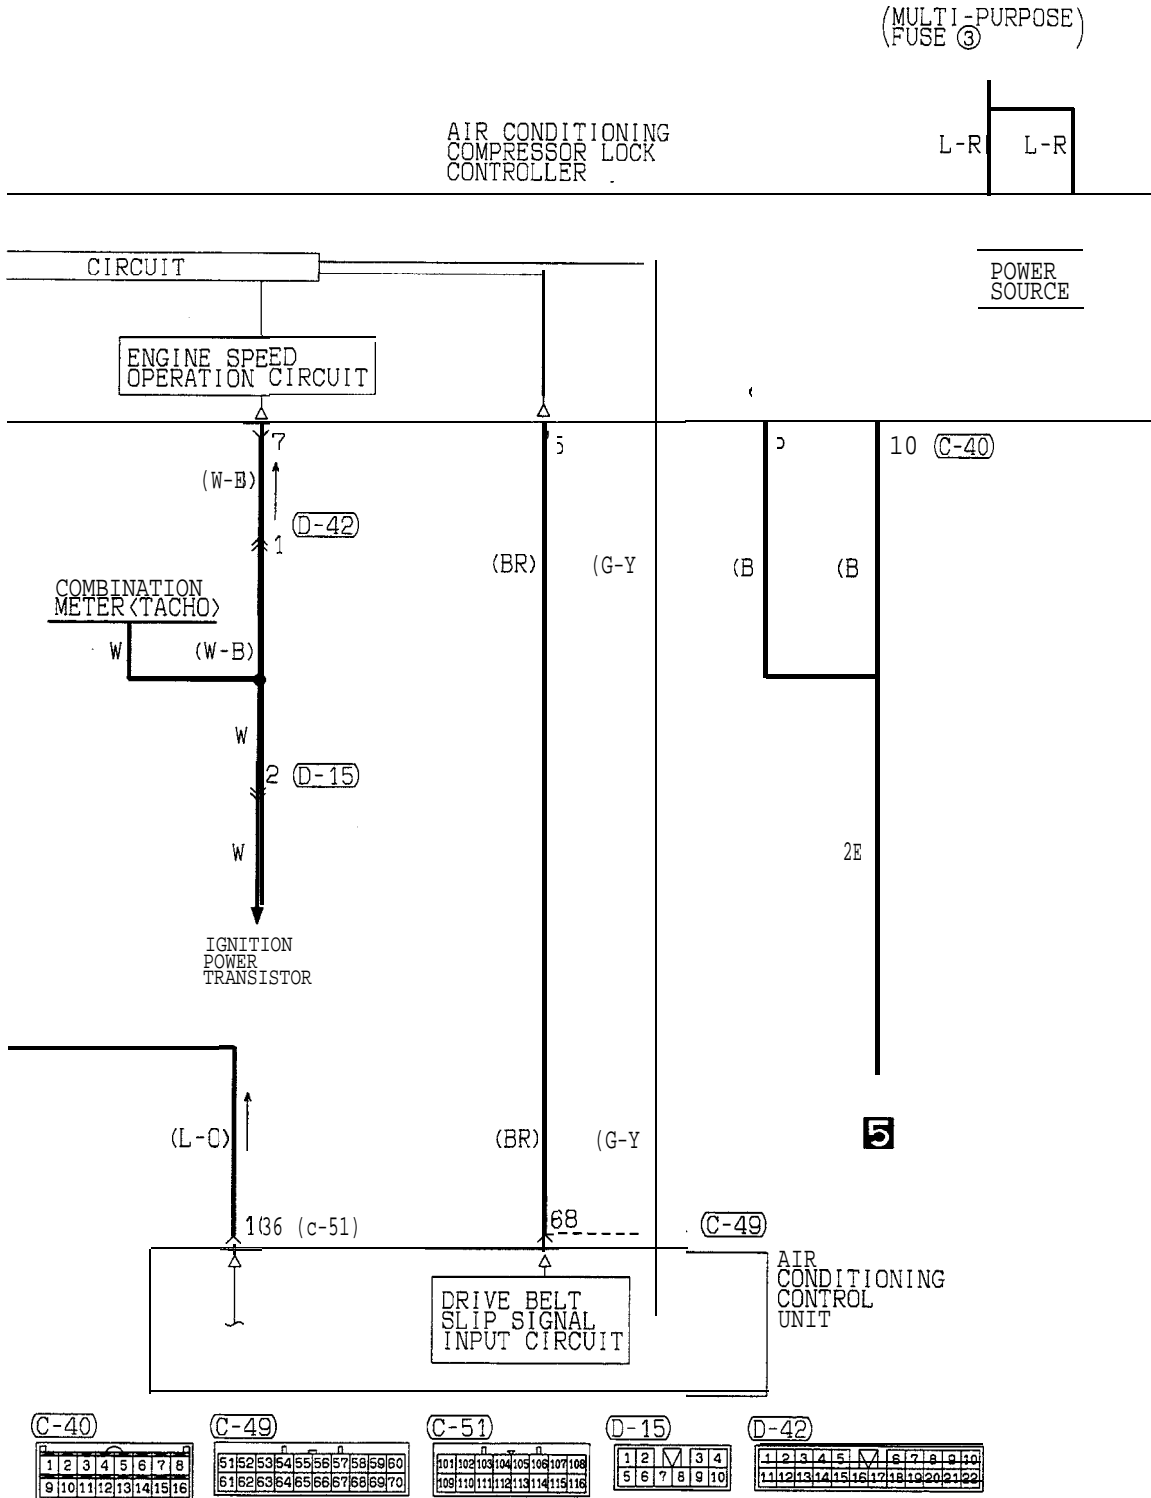 (MULTI-PURPOSE)
(FUSE ③)
AIR CONDITIONING
COMPRESSOR LOCK
CONTROLLER
L-R L-R
CIRCUIT
POWER
SOURCE
ENGINE SPEED
OPERATION CIRCUIT
7 5 10 (C-40)
(W-B)
(D-42)
1
(BR) (G-Y (B (B
COMBINATION
METER<TACHO>
W (W-B)
W
2 (D-15)
W 2E
IGNITION
POWER
TRANSISTOR
(L-O) (BR) (G-Y 5
(c-51) 68 (C-49)
AIR
CONDITIONING
CONTROL
UNIT
DRIVE BELT
SLIP SIGNAL
INPUT CIRCUIT
(C-40) (C-49) (C-51) (D-15) (D-42)
1 2 3 4 5 6 7 8
9 10 11 12 13 14 15 16
51 52 53 54 55 56 57 58 59 60
61 62 63 64 65 66 67 68 69 70
101 102 103 104 105 106 107 108
109 110 111 112 113 114 115 116
1 2 3 4
5 6 7 8 9 10
1 2 3 4 5 6 7 8 9 10
11 12 13 14 15 16 17 18 19 20 21 22